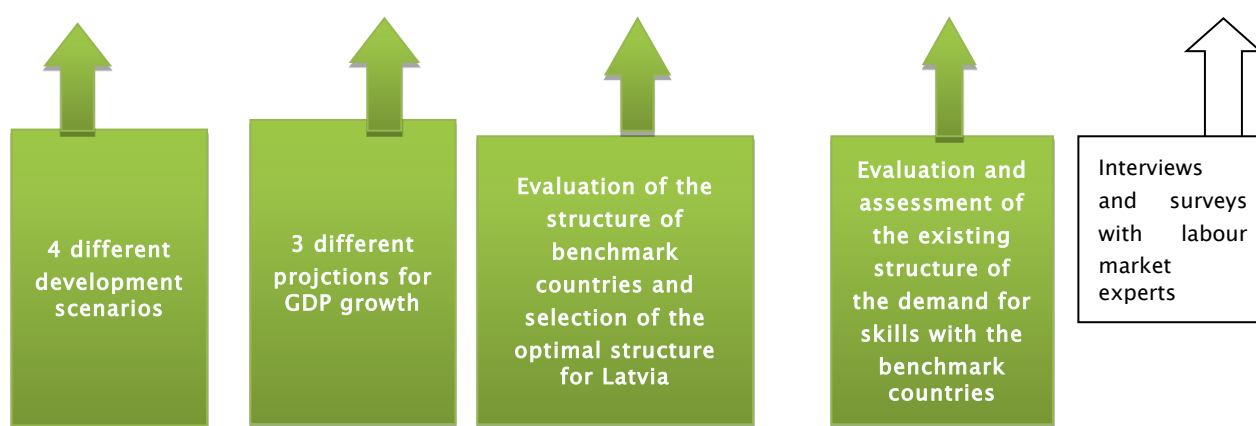 4 different
development
scenarios
3 different
projctions for
GDP growth
Evaluation of the
structure of
benchmark
countries and
selection of the
optimal structure
for Latvia
Evaluation and
assessment of
the existing
structure of
the demand for
skills with the
benchmark
countries
Interviews
and surveys
with labour
market
experts